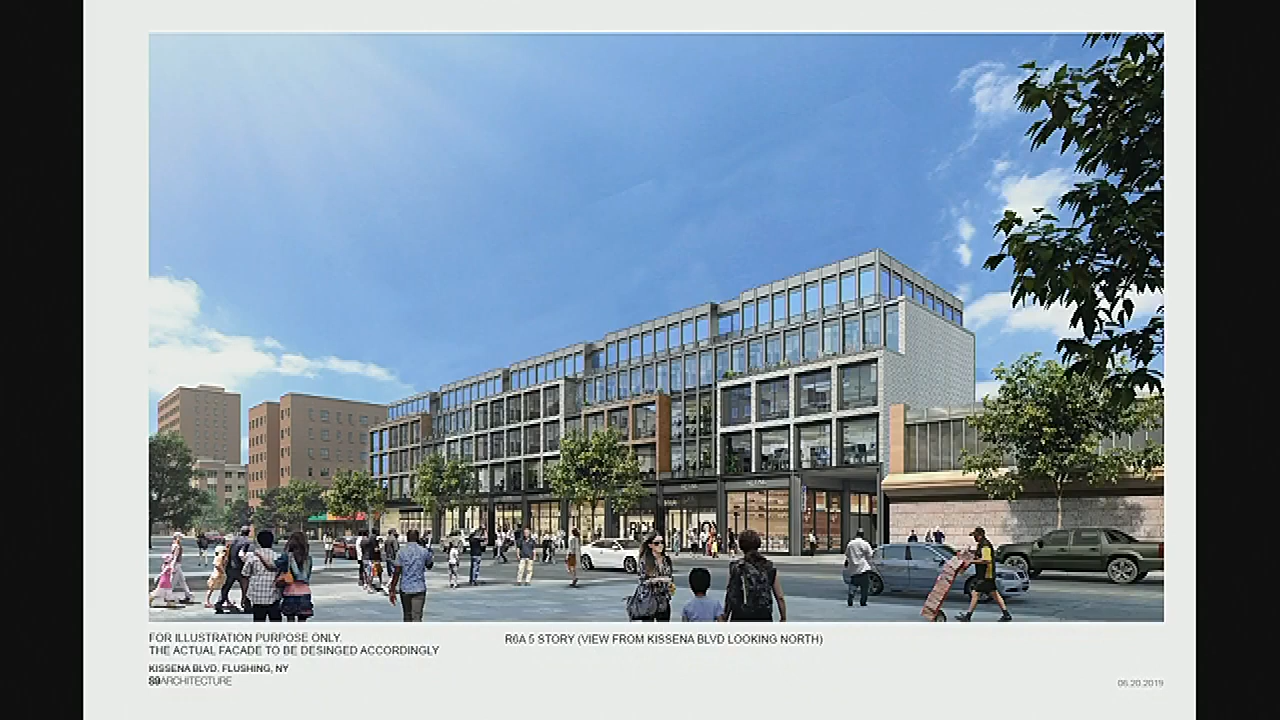 FOR ILLUSTRATION PURPOSE ONLY.
THE ACTUAL FACADE TO BE DESINGED ACCORDINGLY
R6A 5 STORY (VIEW FROM KISSENA BLVD LOOKING NORTH)
KISSENA BLVD. FLUSHING, NY
ARCHITECTURE
06.20.2019